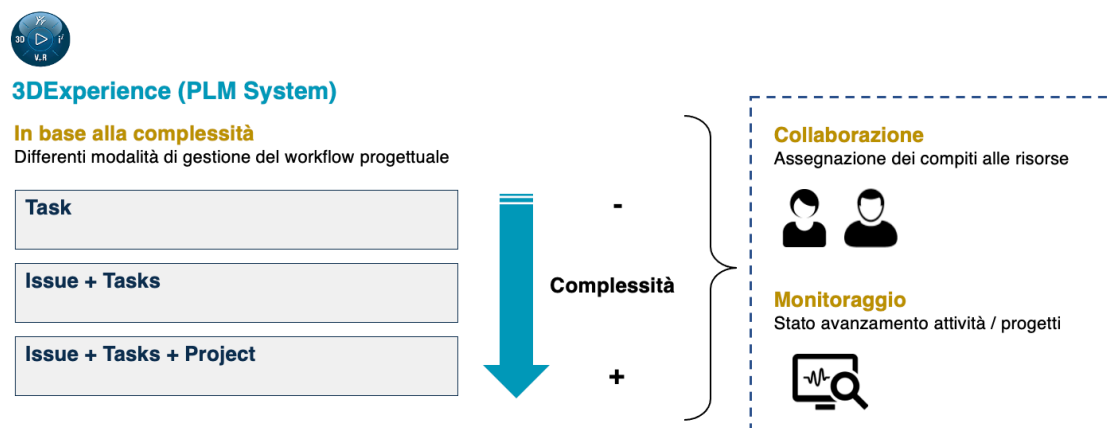 3D
i²
V.R
3DExperience (PLM System)
In base alla complessità
Differenti modalità di gestione del workflow progettuale
Task
Issue + Tasks
Issue + Tasks + Project
-
Complessità
+
Collaborazione
Assegnazione dei compiti alle risorse
Monitoraggio
Stato avanzamento attività / progetti